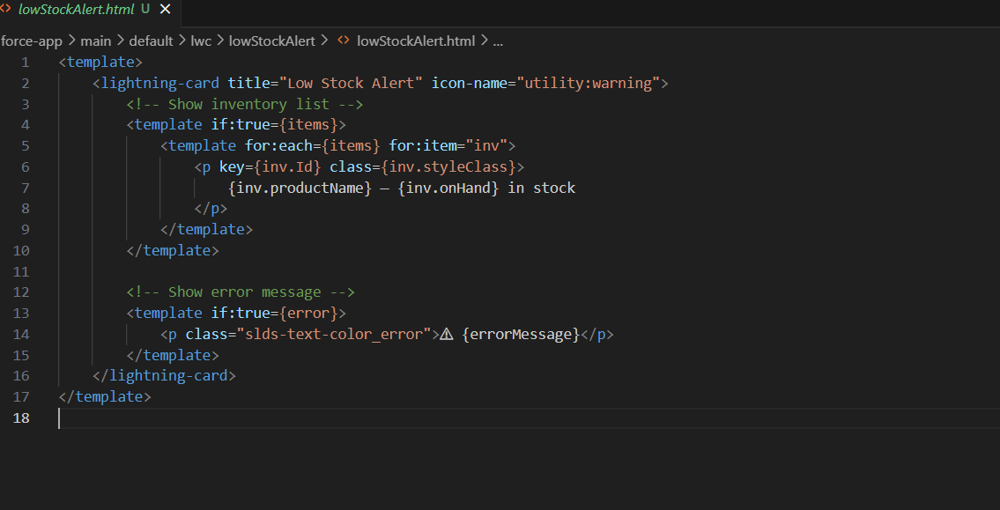 lowStockAlert.html U ×
force-app > main > default > lwc > lowStockAlert > <> lowStockAlert.html > ...
1 <template>
2 <lightning-card title="Low Stock Alert" icon-name="utility:warning">
3 <!-- Show inventory list -->
4 <template if:true={items}>
5 <template for:each={items} for:item="inv">
6 <p key={inv.Id} class={inv.styleClass}>
7 {inv.productName} – {inv.onHand} in stock
8 </p>
9 </template>
10 </template>
11
12 <!-- Show error message -->
13 <template if:true={error}>
14 <p class="slds-text-color_error">⚠ {errorMessage}</p>
15 </template>
16 </lightning-card>
17 </template>
18